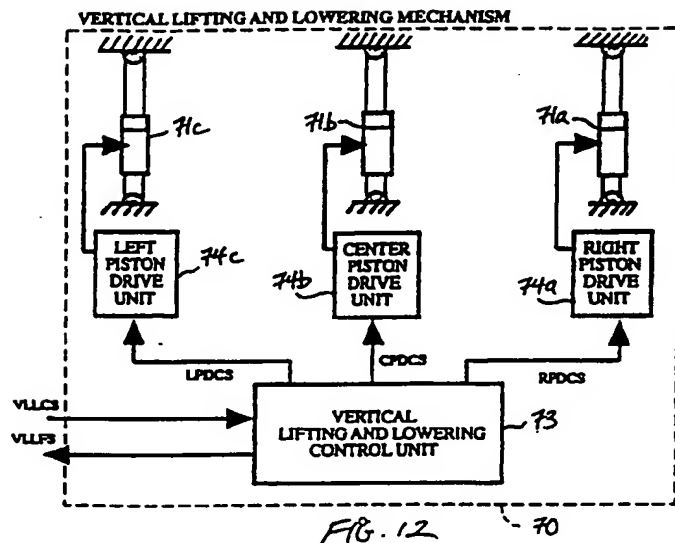 VERTICAL LIFTING AND LOWERING MECHANISM
71c
71b
71a
LEFT
PISTON
DRIVE
UNIT
74c
CENTER
PISTON
DRIVE
UNIT
74b
RIGHT
PISTON
DRIVE
UNIT
74a
LPDCS
CPDCS
RPDCS
VLLCS
VLLFS
VERTICAL
LIFTING AND LOWERING
CONTROL UNIT
73
70
FIG. 12